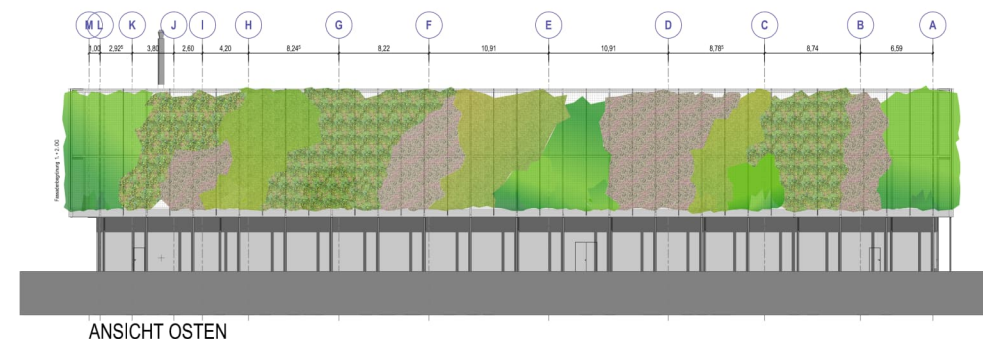 M L K J I H G F E D C B A
1,00 2,92⁵ 3,80 2,60 4,20 8,24⁵ 8,22 10,91 10,91 8,78⁵ 8,74 6,59
ANSICHT OSTEN